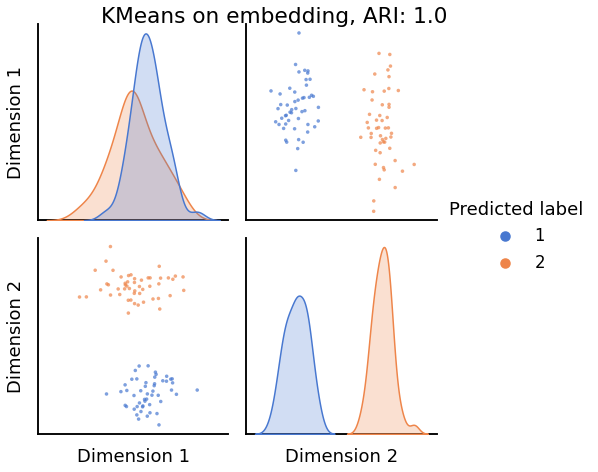 KMeans on embedding, ARI: 1.0
Dimension 1
Dimension 2
Dimension 1
Dimension 2
Predicted label
1
2